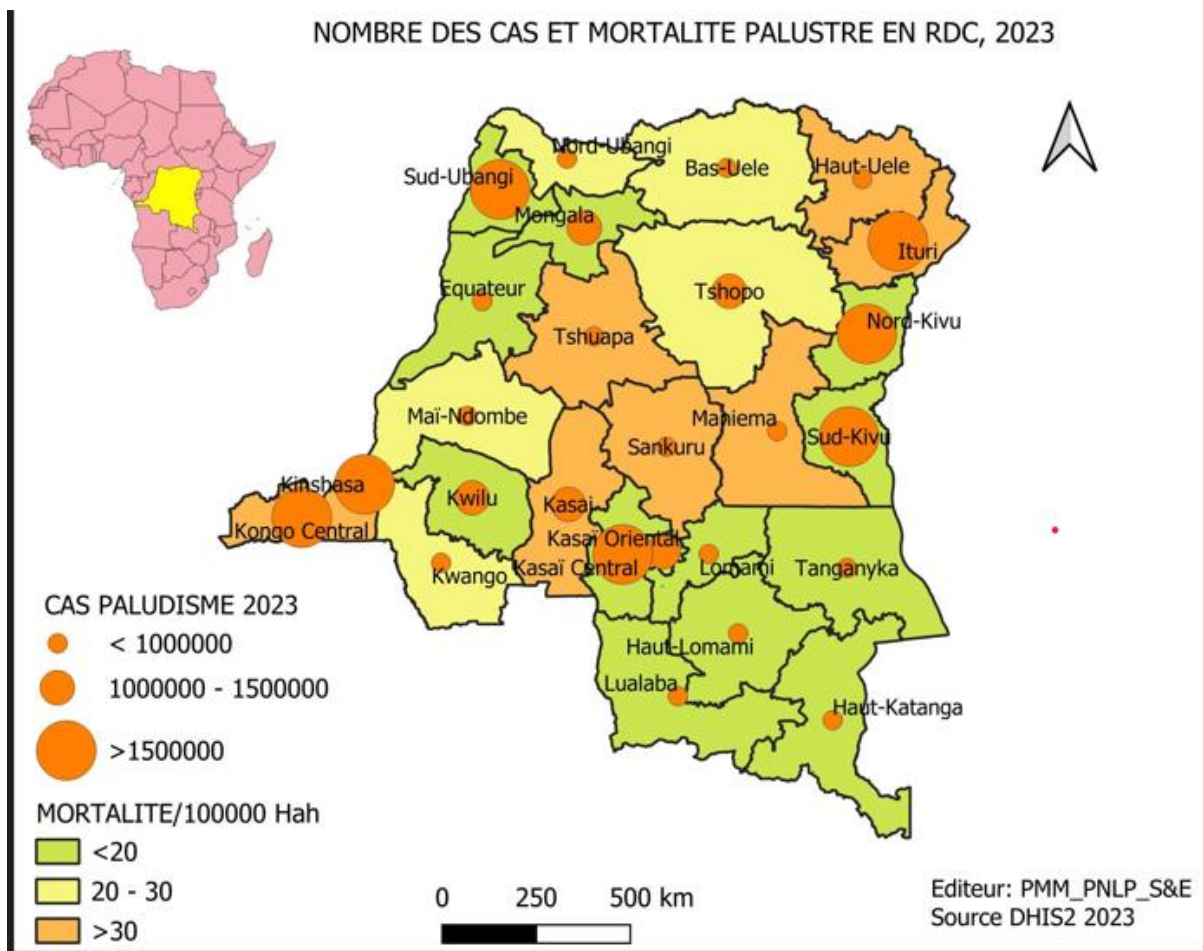 NOMBRE DES CAS ET MORTALITE PALUSTRE EN RDC, 2023
Nord-Ubangi
Bas-Uele
Haut-Uele
Sud-Ubangi
Mongala
Ituri
Equateur
Tshopo
Nord-Kivu
Tshuapa
Maï-Ndombe
Maniema
Sud-Kivu
Sankuru
Kinshasa
Kwilu
Kasaï
Kongo Central
Kasaï Oriental
Kasaï Central
Lomami
Tanganyka
Kwango
Haut-Lomami
Lualaba
Haut-Katanga
CAS PALUDISME 2023
< 1000000
1000000 - 1500000
>1500000
MORTALITE/100000 Hah
<20
20 - 30
>30
0 250 500 km
Editeur: PMM_PNLP_S&E
Source DHIS2 2023